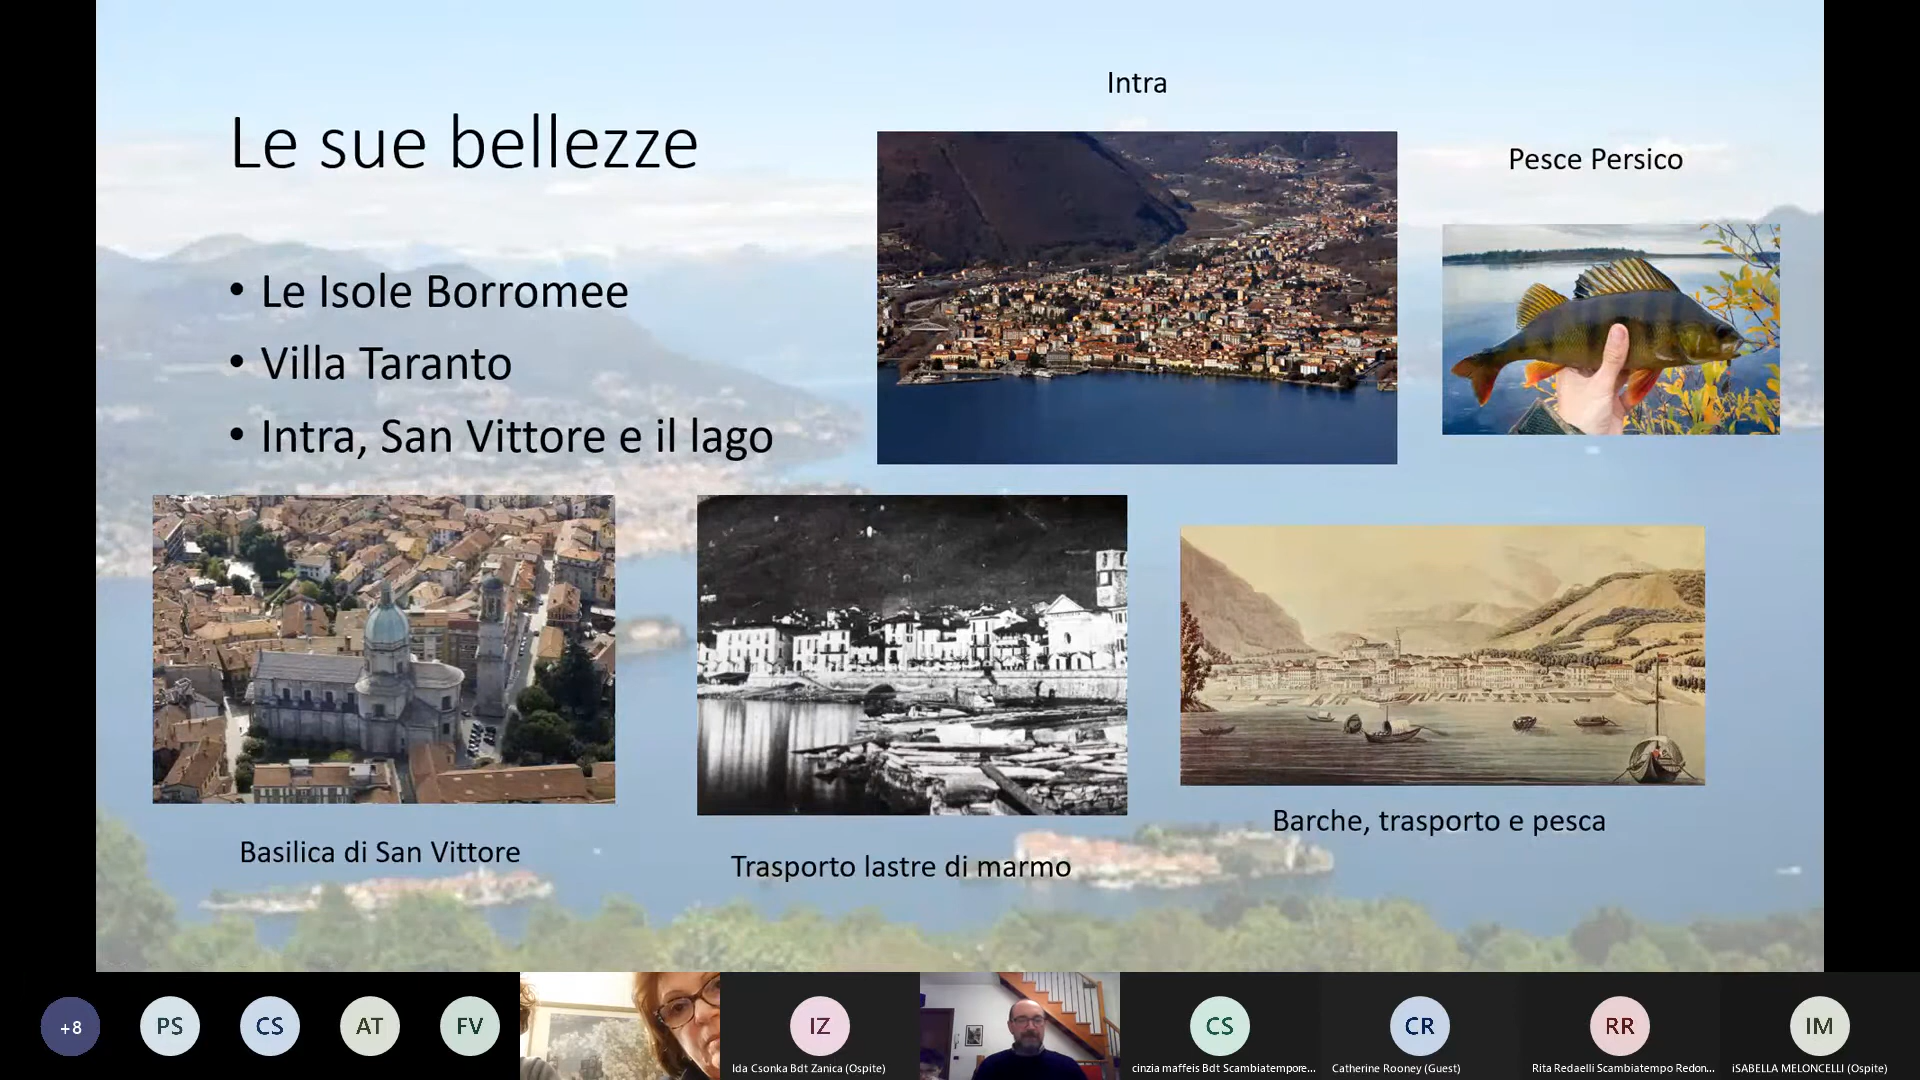 Intra
Le sue bellezze
Pesce Persico
• Le Isole Borromee
• Villa Taranto
• Intra, San Vittore e il lago
Barche, trasporto e pesca
Basilica di San Vittore
Trasporto lastre di marmo
+8
PS
CS
AT
FV
IZ
CS
CR
RR
IM
Ida Csonka Bdt Zanica (Ospite)
cinzia maffeis Bdt Scambiatempore...
Catherine Rooney (Guest)
Rita Redaelli Scambiatempo Redon...
iSABELLA MELONCELLI (Ospite)